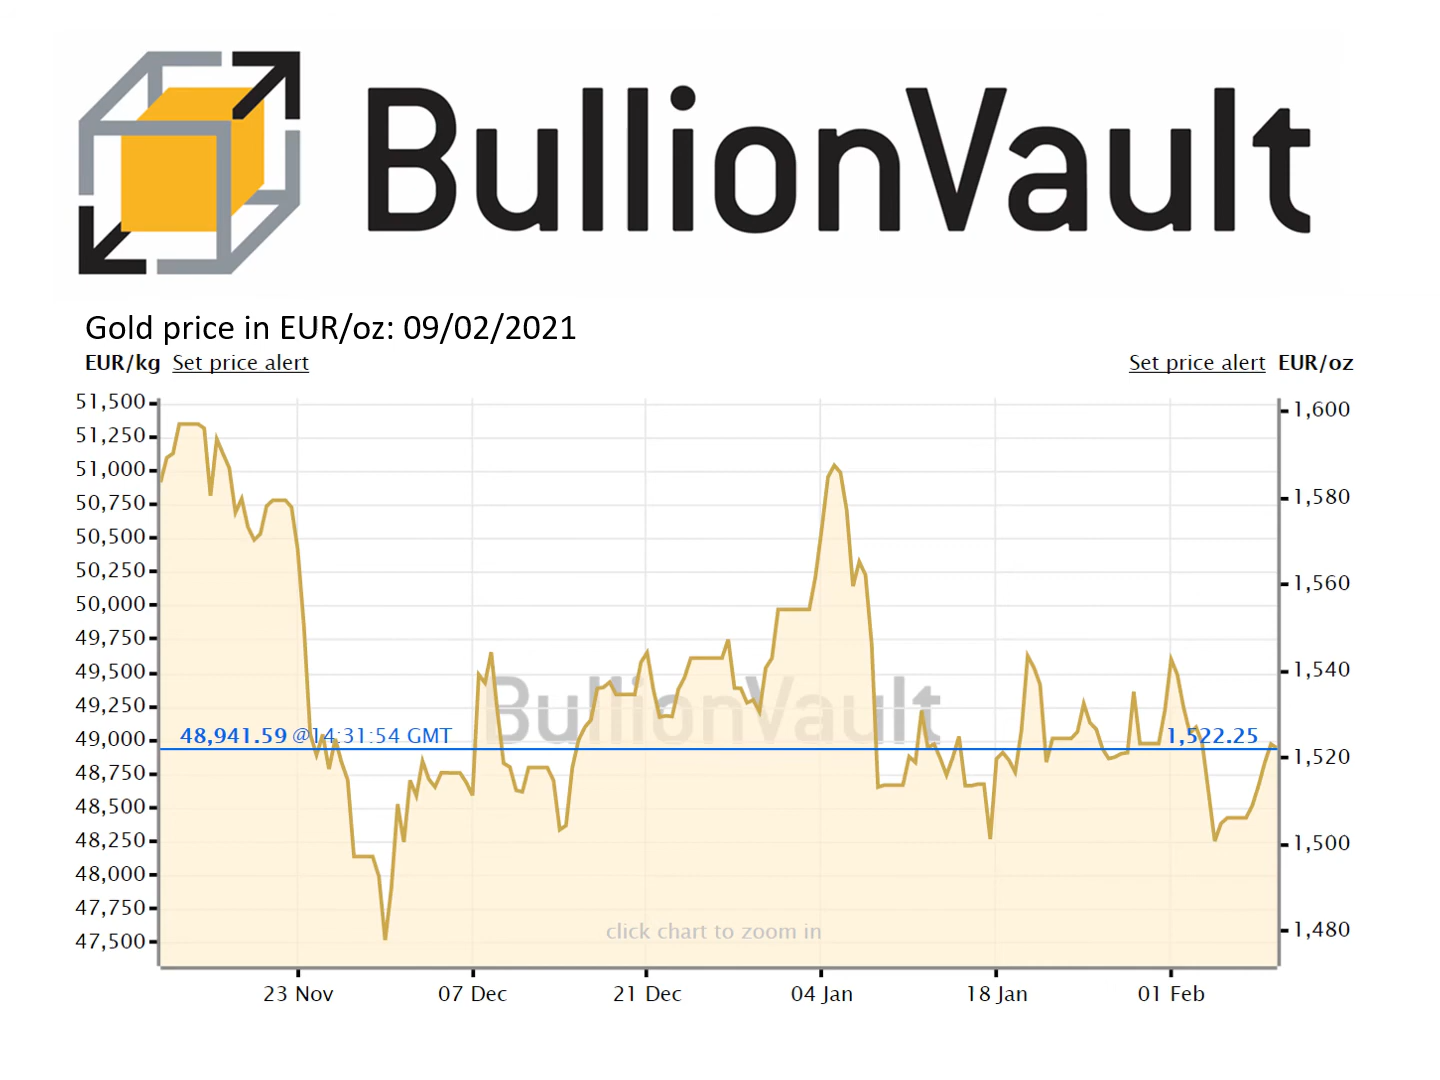 BullionVault
Gold price in EUR/oz: 09/02/2021
EUR/kg Set price alert
Set price alert EUR/oz
51,500
51,250
51,000
50,750
50,500
50,250
50,000
49,750
49,500
49,250
49,000
48,750
48,500
48,250
48,000
47,750
47,500
1,600
1,580
1,560
1,540
1,520
1,500
1,480
BullionVault
48,941.59 @14:31:54 GMT
1,522.25
click chart to zoom in
23 Nov
07 Dec
21 Dec
04 Jan
18 Jan
01 Feb